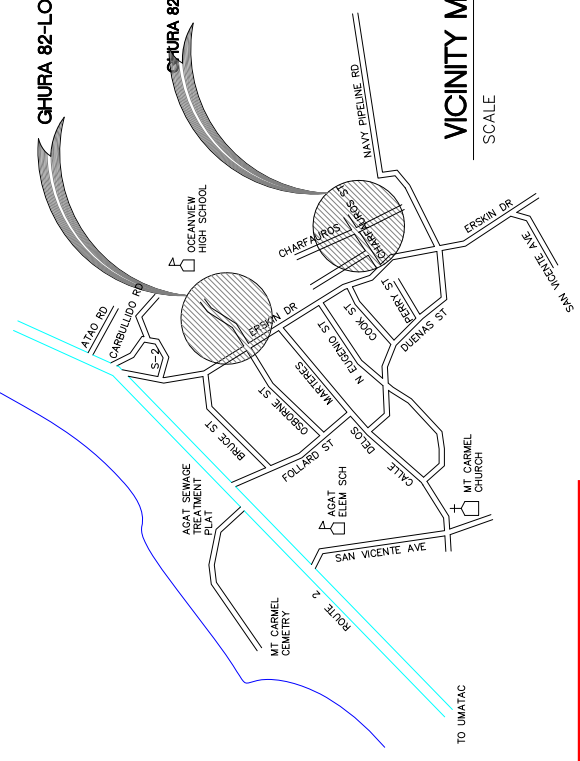 GHURA 82-LO
GHURA 82
VICINITY M
SCALE
NAVY PIPELINE RD
OCEANVIEW
HIGH SCHOOL
CHARFAUROS
CHARFAUROS ST
ERSKIN DR
SAN VICENTE AVE
ATAO RD
CARBULLIDO RD
S-2
ERSKIN DR
PERRY ST
COOK ST
DUENAS ST
N EUGENIO ST
MARTERES
OSBORNE ST
BRUCE ST
FOLLARD ST
DELOS
CALLE
AGAT SEWAGE
TREATMENT
PLAT
AGAT
ELEM SCH
MT CARMEL
CHURCH
SAN VICENTE AVE
ROUTE 2
MT CARMEL
CEMETRY
TO UMATAC